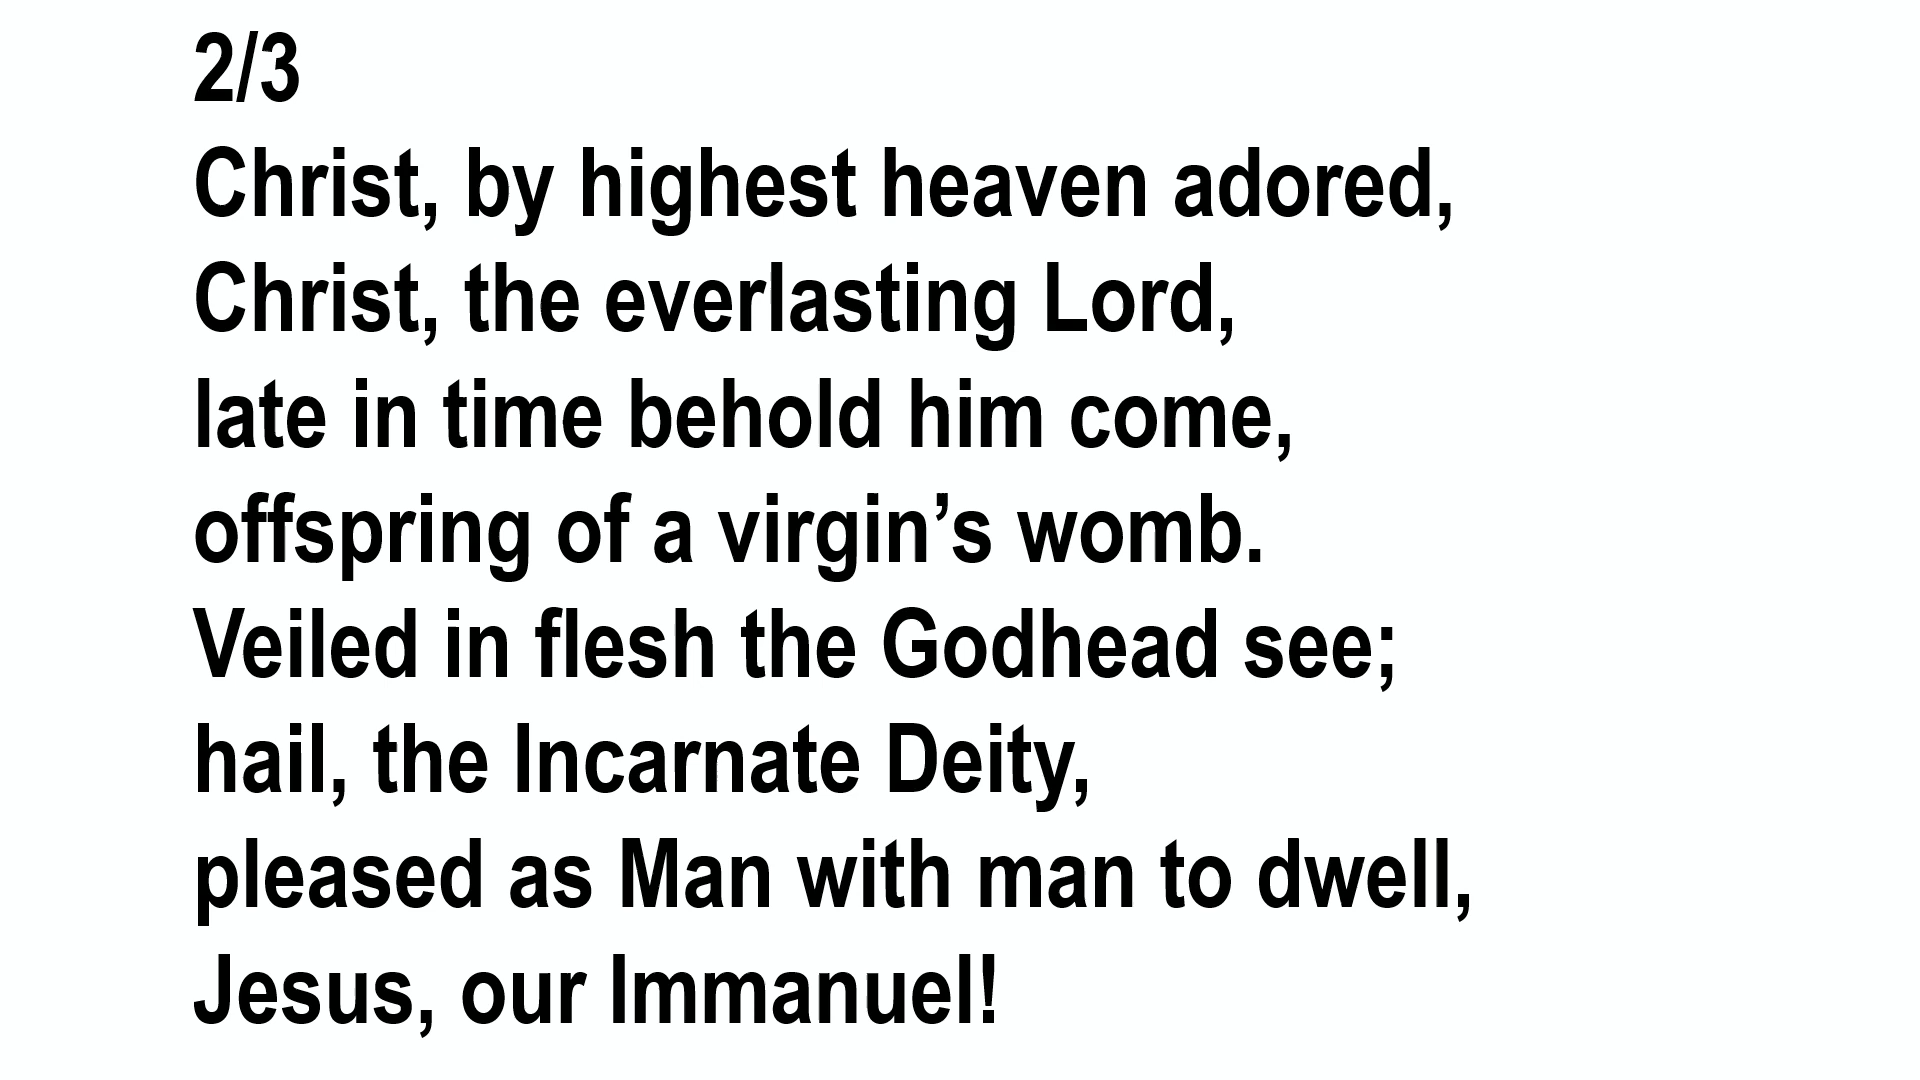 2/3
Christ, by highest heaven adored,
Christ, the everlasting Lord,
late in time behold him come,
offspring of a virgin’s womb.
Veiled in flesh the Godhead see;
hail, the Incarnate Deity,
pleased as Man with man to dwell,
Jesus, our Immanuel!